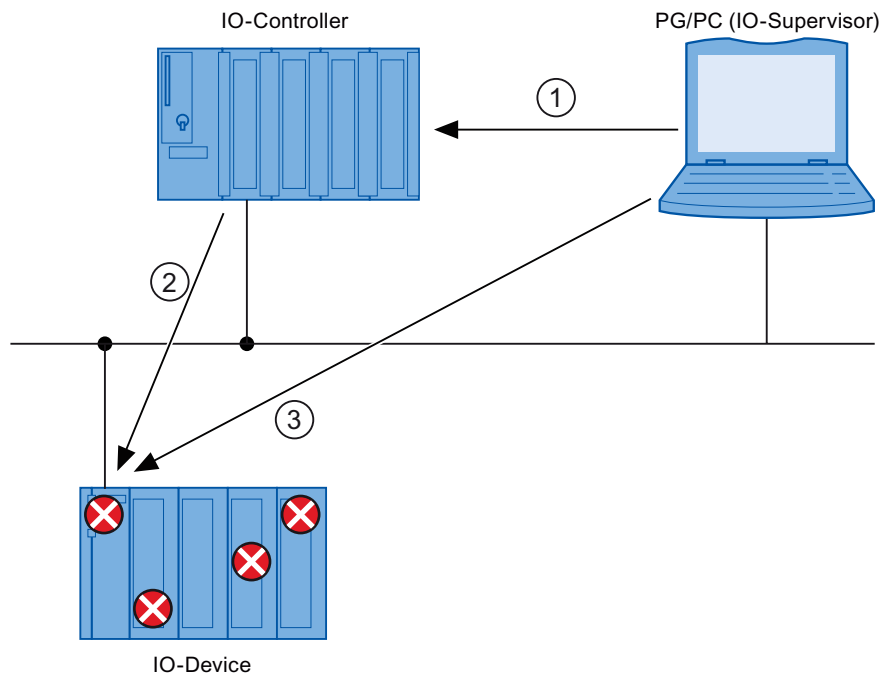 IO-Controller
PG/PC (IO-Supervisor)
1
2
3
IO-Device